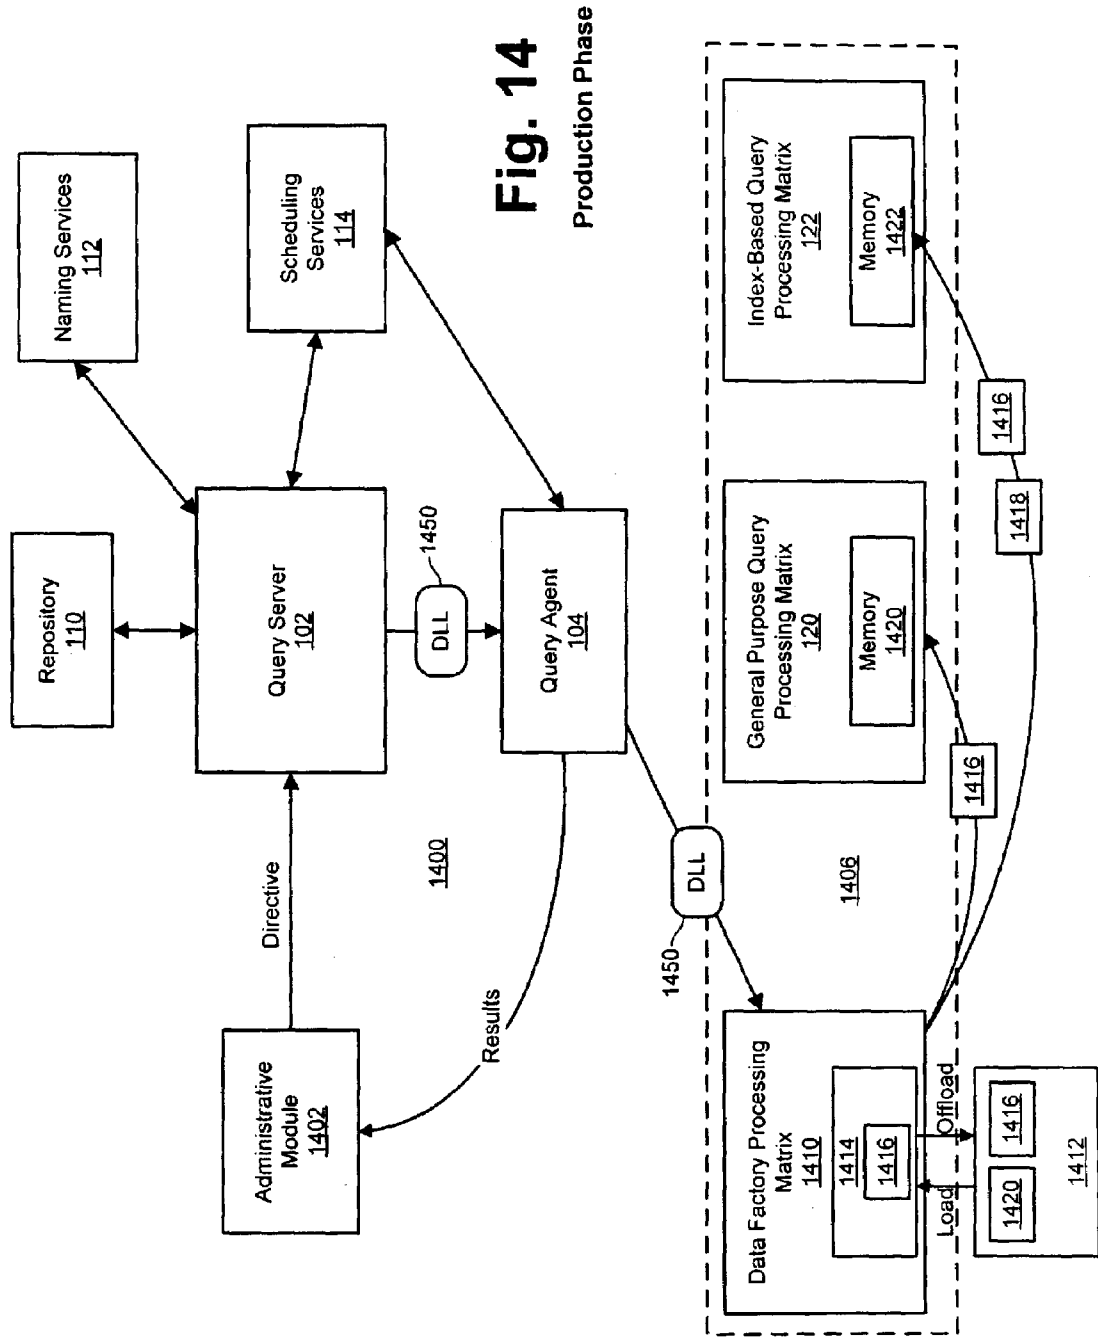 Repository
110
Naming Services
112
Administrative
Module
1402
Directive
Query Server
102
Scheduling
Services
114
1450
DLL
1400
Results
Query Agent
104
Fig. 14
Production Phase
1450
DLL
1406
Data Factory Processing
Matrix
1410
1414
1416
General Purpose Query
Processing Matrix
120
Memory
1420
Index-Based Query
Processing Matrix
122
Memory
1422
Load
Offload
1420
1416
1412
1416
1418
1416